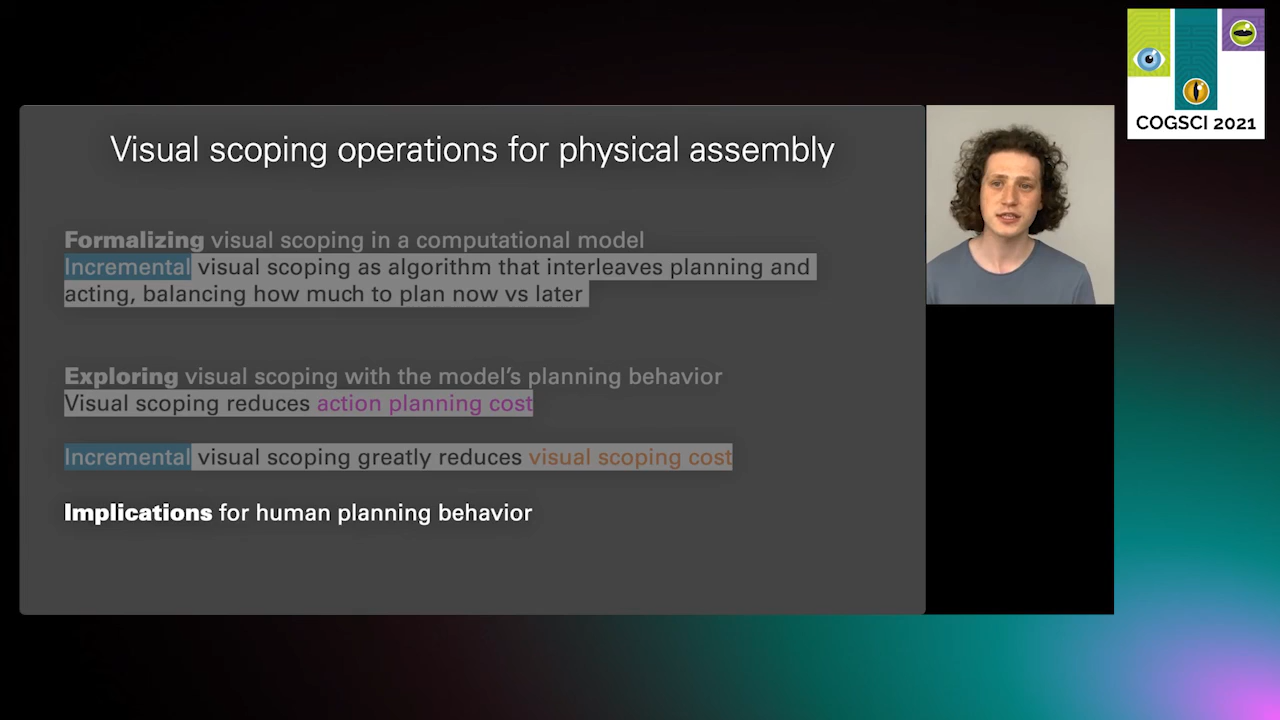 COGSCI 2021
Visual scoping operations for physical assembly
Formalizing visual scoping in a computational model
Incremental visual scoping as algorithm that interleaves planning and
acting, balancing how much to plan now vs later
Exploring visual scoping with the model’s planning behavior
Visual scoping reduces action planning cost
Incremental visual scoping greatly reduces visual scoping cost
Implications for human planning behavior